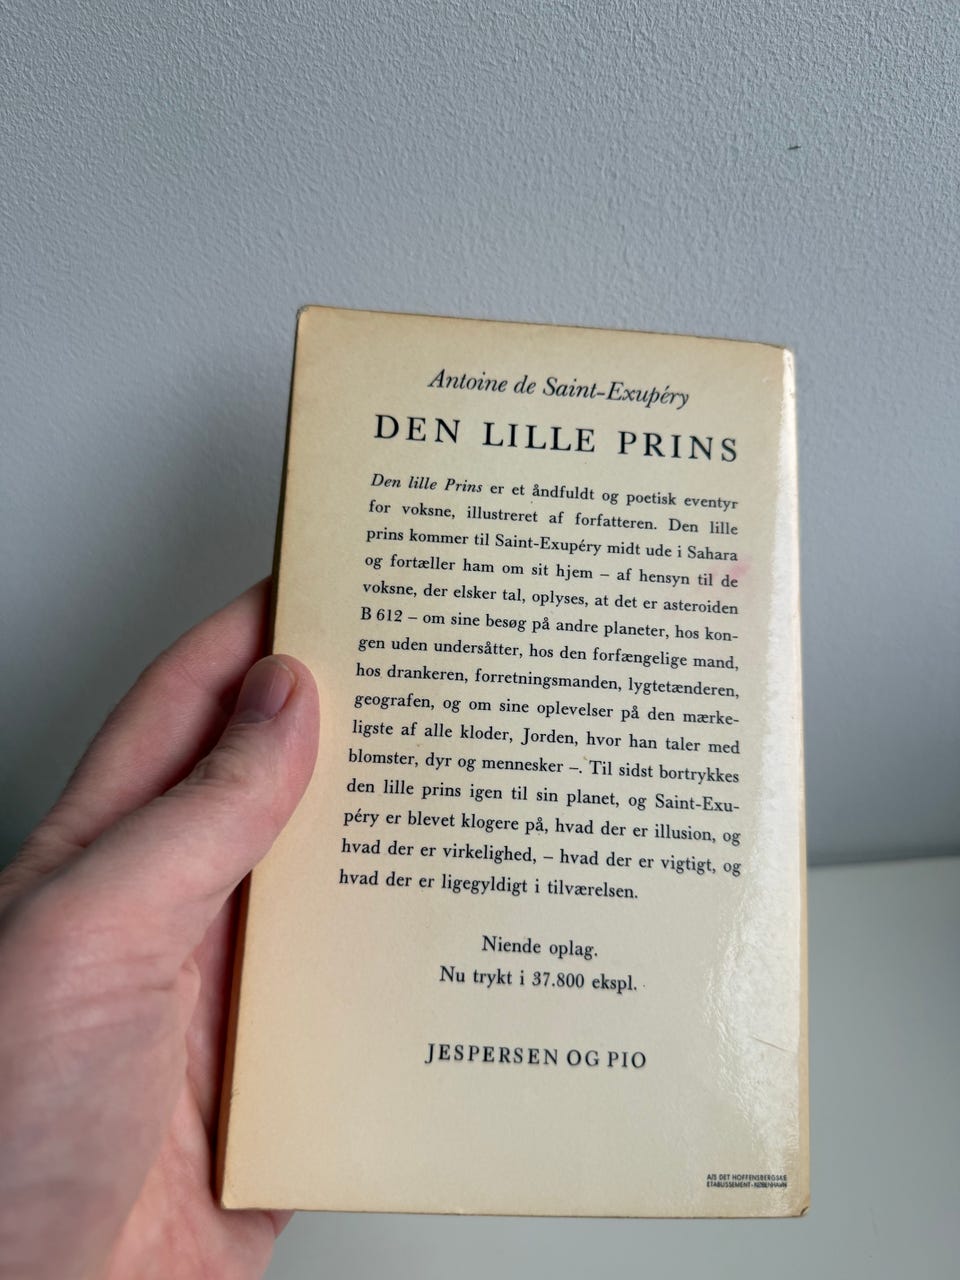 Antoine de Saint-Exupéry
DEN LILLE PRINS
Den lille Prins er et åndfuldt og poetisk eventyr
for voksne, illustreret af forfatteren. Den lille
prins kommer til Saint-Exupéry midt ude i Sahara
og fortæller ham om sit hjem – af hensyn til de
voksne, der elsker tal, oplyses, at det er asteroiden
B 612 – om sine besøg på andre planeter, hos kon-
gen uden undersåtter, hos den forfængelige mand,
hos drankeren, forretningsmanden, lygtetænderen,
geografen, og om sine oplevelser på den mærke-
ligste af alle kloder, Jorden, hvor han taler med
blomster, dyr og mennesker –. Til sidst bortrykkes
den lille prins igen til sin planet, og Saint-Exu-
péry er blevet klogere på, hvad der er illusion, og
hvad der er virkelighed, – hvad der er vigtigt, og
hvad der er ligegyldigt i tilværelsen.
Niende oplag.
Nu trykt i 37.800 ekspl.
JESPERSEN OG PIO
A/S DET HOFFENSBERGSKE
ETABLISSEMENT - KØBENHAVN